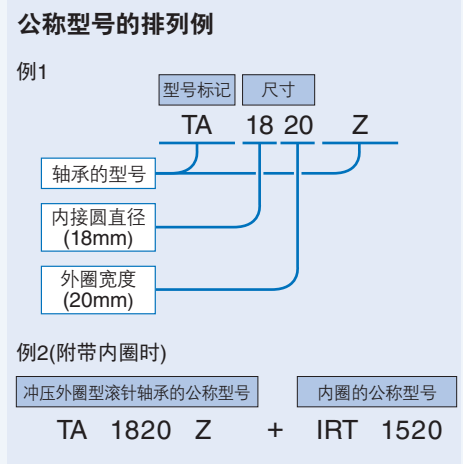 公称型号的排列例
例1
型号标记 尺寸
TA 18 20 Z
轴承的型号
内接圆直径
(18mm)
外圈宽度
(20mm)
例2(附带内圈时)
冲压外圈型滚针轴承的公称型号 内圈的公称型号
TA 1820 Z + IRT 1520